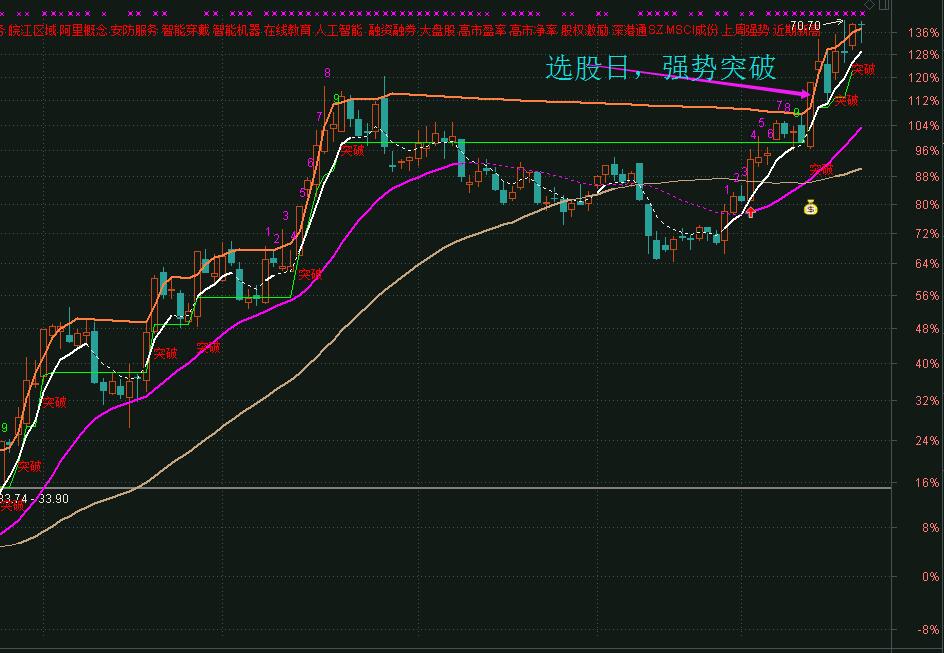 70.70
皖江区域 阿里概念 安防服务 智能穿戴 智能机器 在线教育 人工智能 融资融券 大盘股 高市盈率 高市净率 股权激励 深港通SZ MSCI成份 上周强势 近期新高
选股日，强势突破
136%
128%
120%
112%
104%
96%
88%
80%
72%
64%
56%
48%
40%
32%
24%
16%
8%
0%
-8%
突破
突破
7 8 9
5
4 6
突破
3
2
1
8
9
7
突破
6
5
3
1 2 4
突破
突破
突破
突破
9
突破
33.74 - 33.90
突破